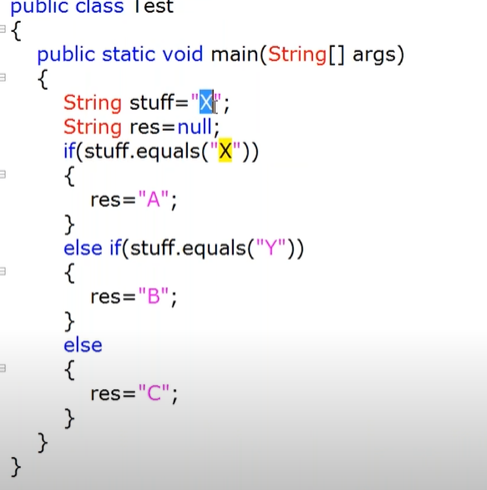 public class Test
{
public static void main(String[] args)
{
String stuff="X";
String res=null;
if(stuff.equals("X"))
{
res="A";
}
else if(stuff.equals("Y"))
{
res="B";
}
else
{
res="C";
}
}
}